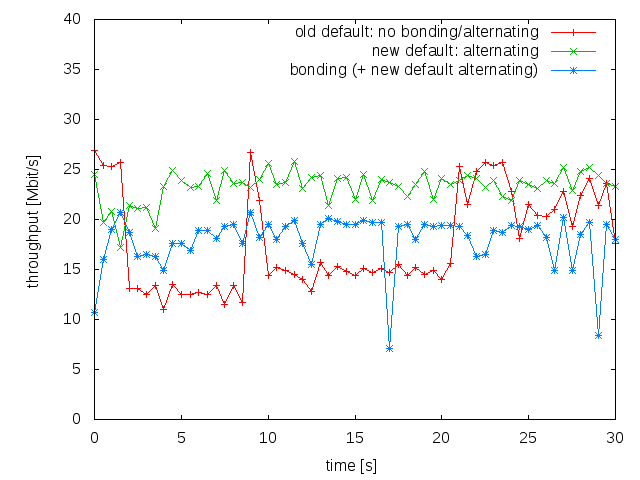 old default: no bonding/alternating
new default: alternating
bonding (+ new default alternating)
40
35
30
25
20
15
10
5
0
throughput [Mbit/s]
0 5 10 15 20 25 30
time [s]